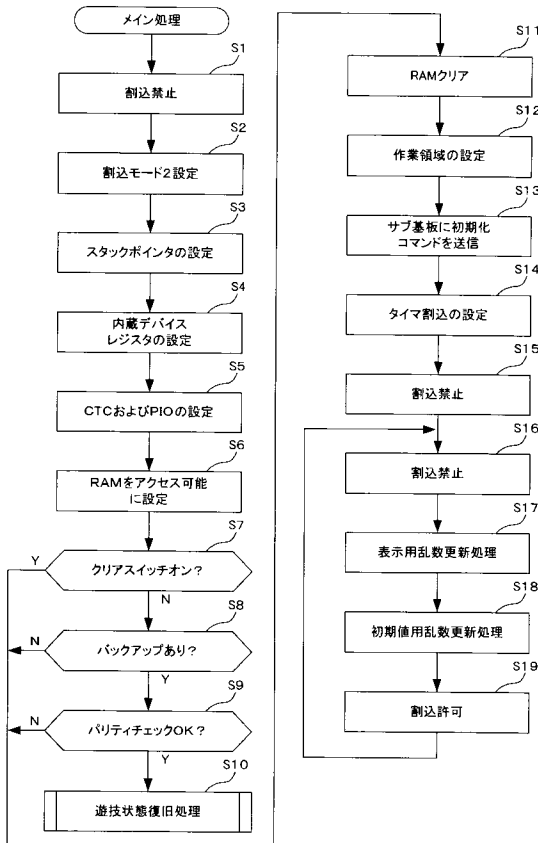 メイン処理
S1
割込禁止
S2
割込モード2設定
S3
スタックポインタの設定
S4
内蔵デバイス
レジスタの設定
S5
CTCおよびPIOの設定
S6
RAMをアクセス可能
に設定
S7
Y
クリアスイッチオン？
N
S8
N
バックアップあり？
Y
S9
N
パリティチェックOK？
Y
S10
遊技状態復旧処理
S11
RAMクリア
S12
作業領域の設定
S13
サブ基板に初期化
コマンドを送信
S14
タイマ割込の設定
S15
割込禁止
S16
割込禁止
S17
表示用乱数更新処理
S18
初期値用乱数更新処理
S19
割込許可